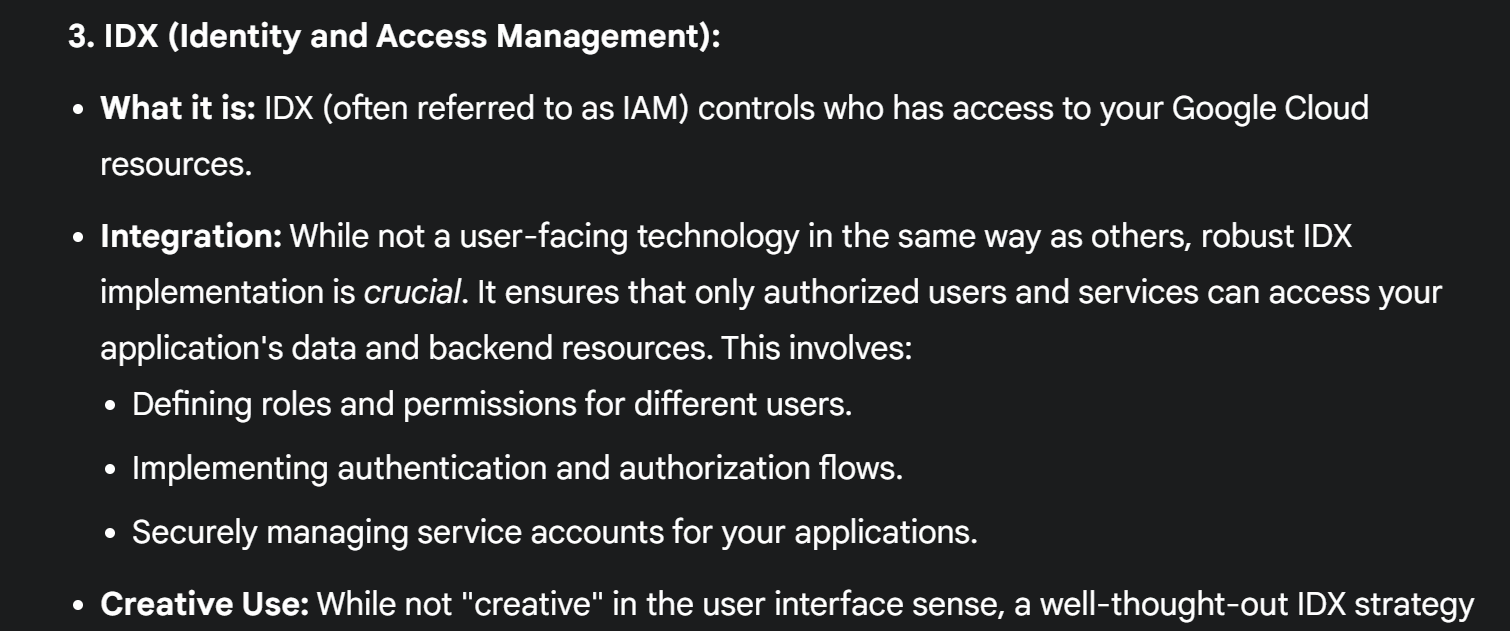 3. IDX (Identity and Access Management):
• What it is: IDX (often referred to as IAM) controls who has access to your Google Cloud
resources.
• Integration: While not a user-facing technology in the same way as others, robust IDX
implementation is crucial. It ensures that only authorized users and services can access your
application's data and backend resources. This involves:
• Defining roles and permissions for different users.
• Implementing authentication and authorization flows.
• Securely managing service accounts for your applications.
• Creative Use: While not "creative" in the user interface sense, a well-thought-out IDX strategy